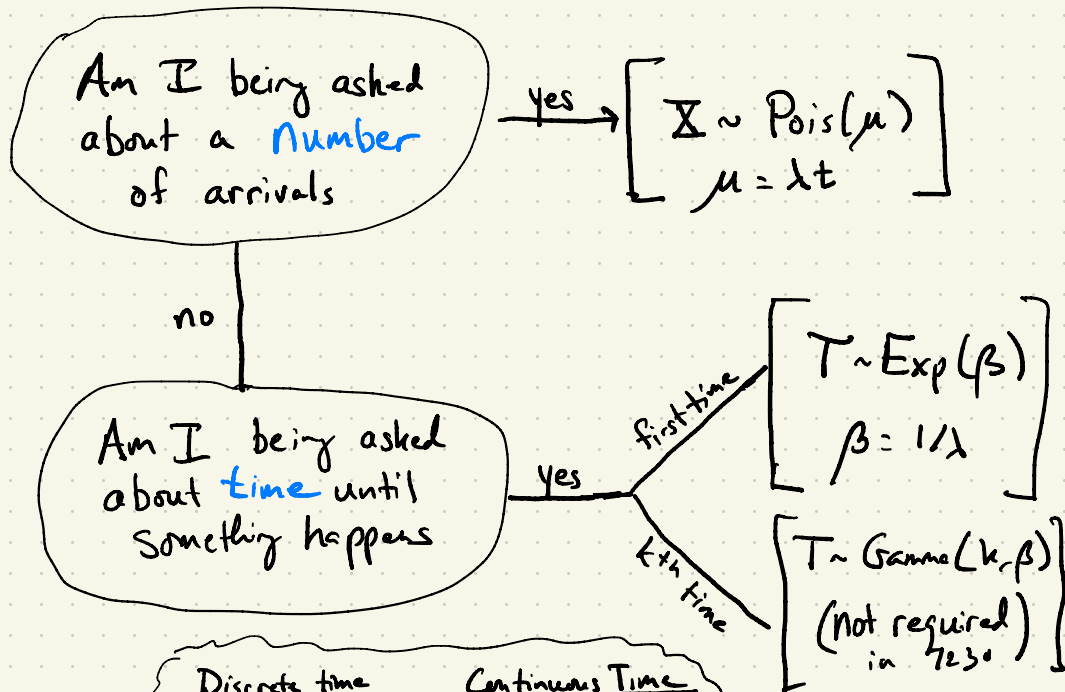 Am I being asked
about a number
of arrivals
yes
X ~ Pois(μ)
μ = λt
no
Am I being asked
about time until
something happens
yes
first time
T ~ Exp(β)
β = 1/λ
kth time
T ~ Gamma(k, β)
(not required
in 7230)
Discrete time
Continuous Time